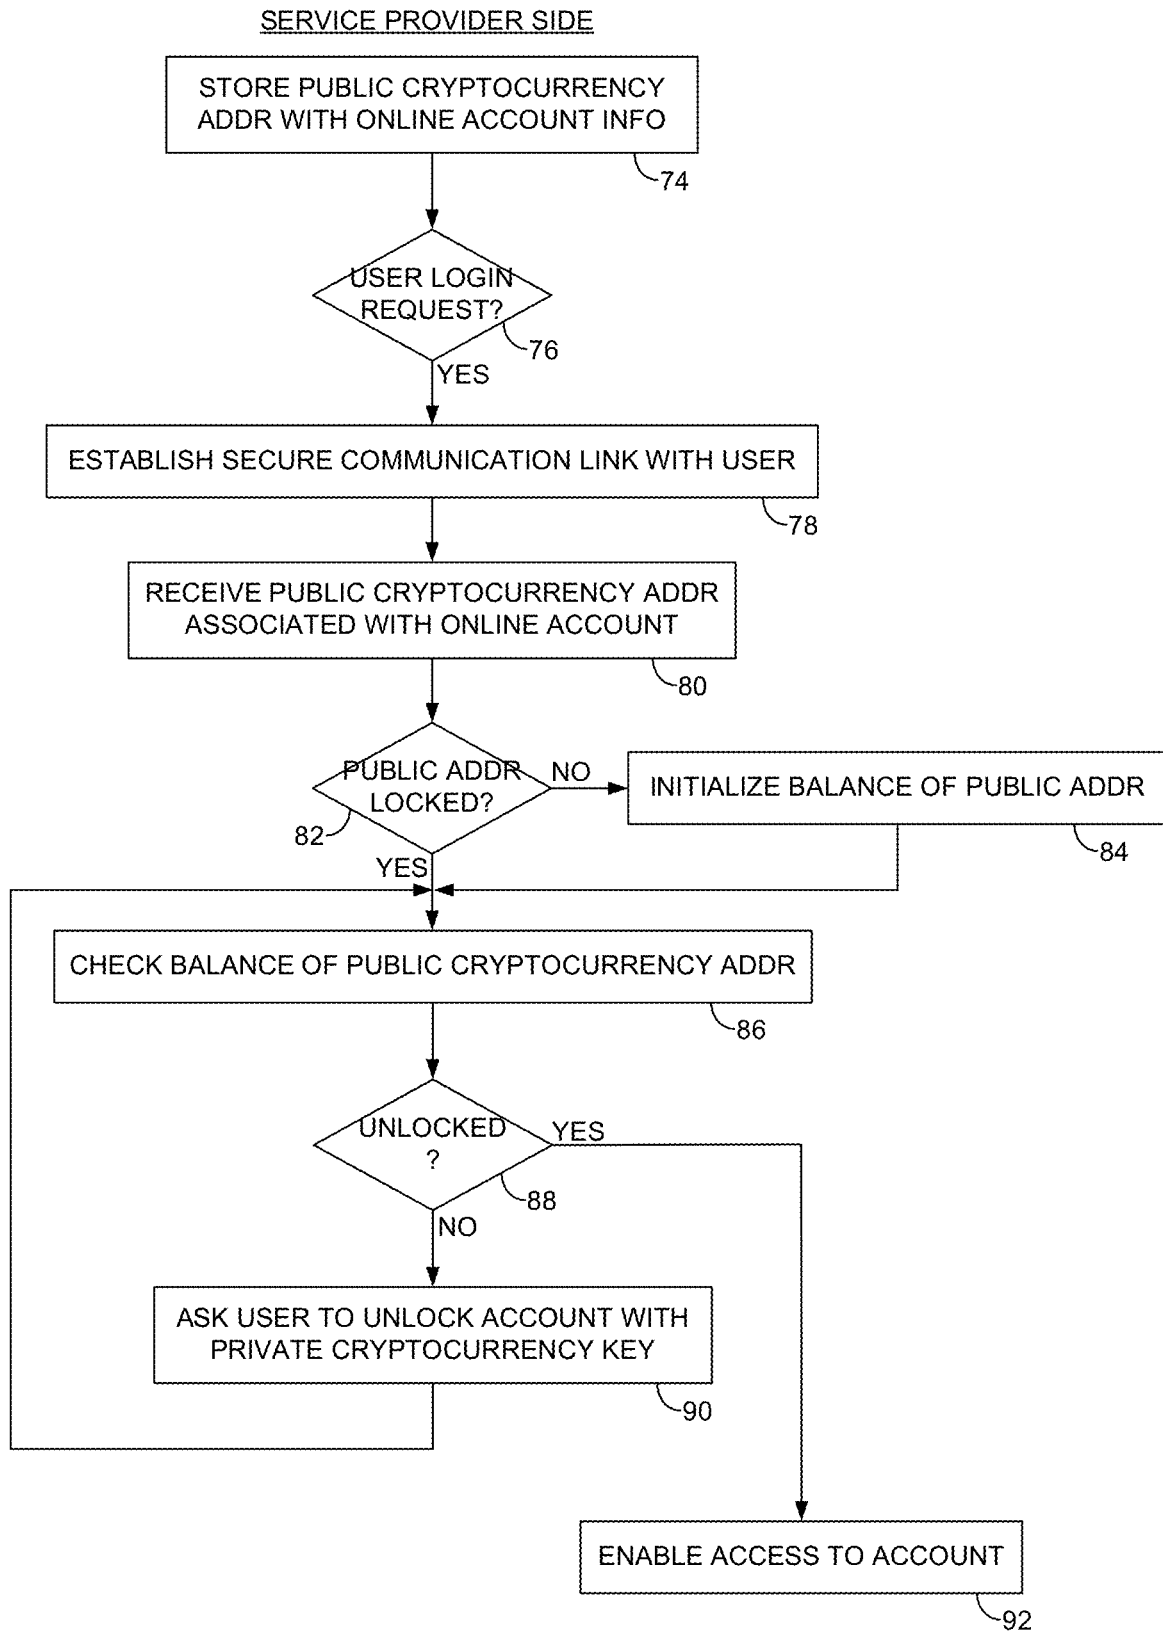 SERVICE PROVIDER SIDE
STORE PUBLIC CRYPTOCURRENCY
ADDR WITH ONLINE ACCOUNT INFO
74
USER LOGIN
REQUEST?
76
YES
ESTABLISH SECURE COMMUNICATION LINK WITH USER
78
RECEIVE PUBLIC CRYPTOCURRENCY ADDR
ASSOCIATED WITH ONLINE ACCOUNT
80
PUBLIC ADDR
LOCKED?
82
NO
INITIALIZE BALANCE OF PUBLIC ADDR
84
YES
CHECK BALANCE OF PUBLIC CRYPTOCURRENCY ADDR
86
UNLOCKED
?
YES
88
NO
ASK USER TO UNLOCK ACCOUNT WITH
PRIVATE CRYPTOCURRENCY KEY
90
ENABLE ACCESS TO ACCOUNT
92